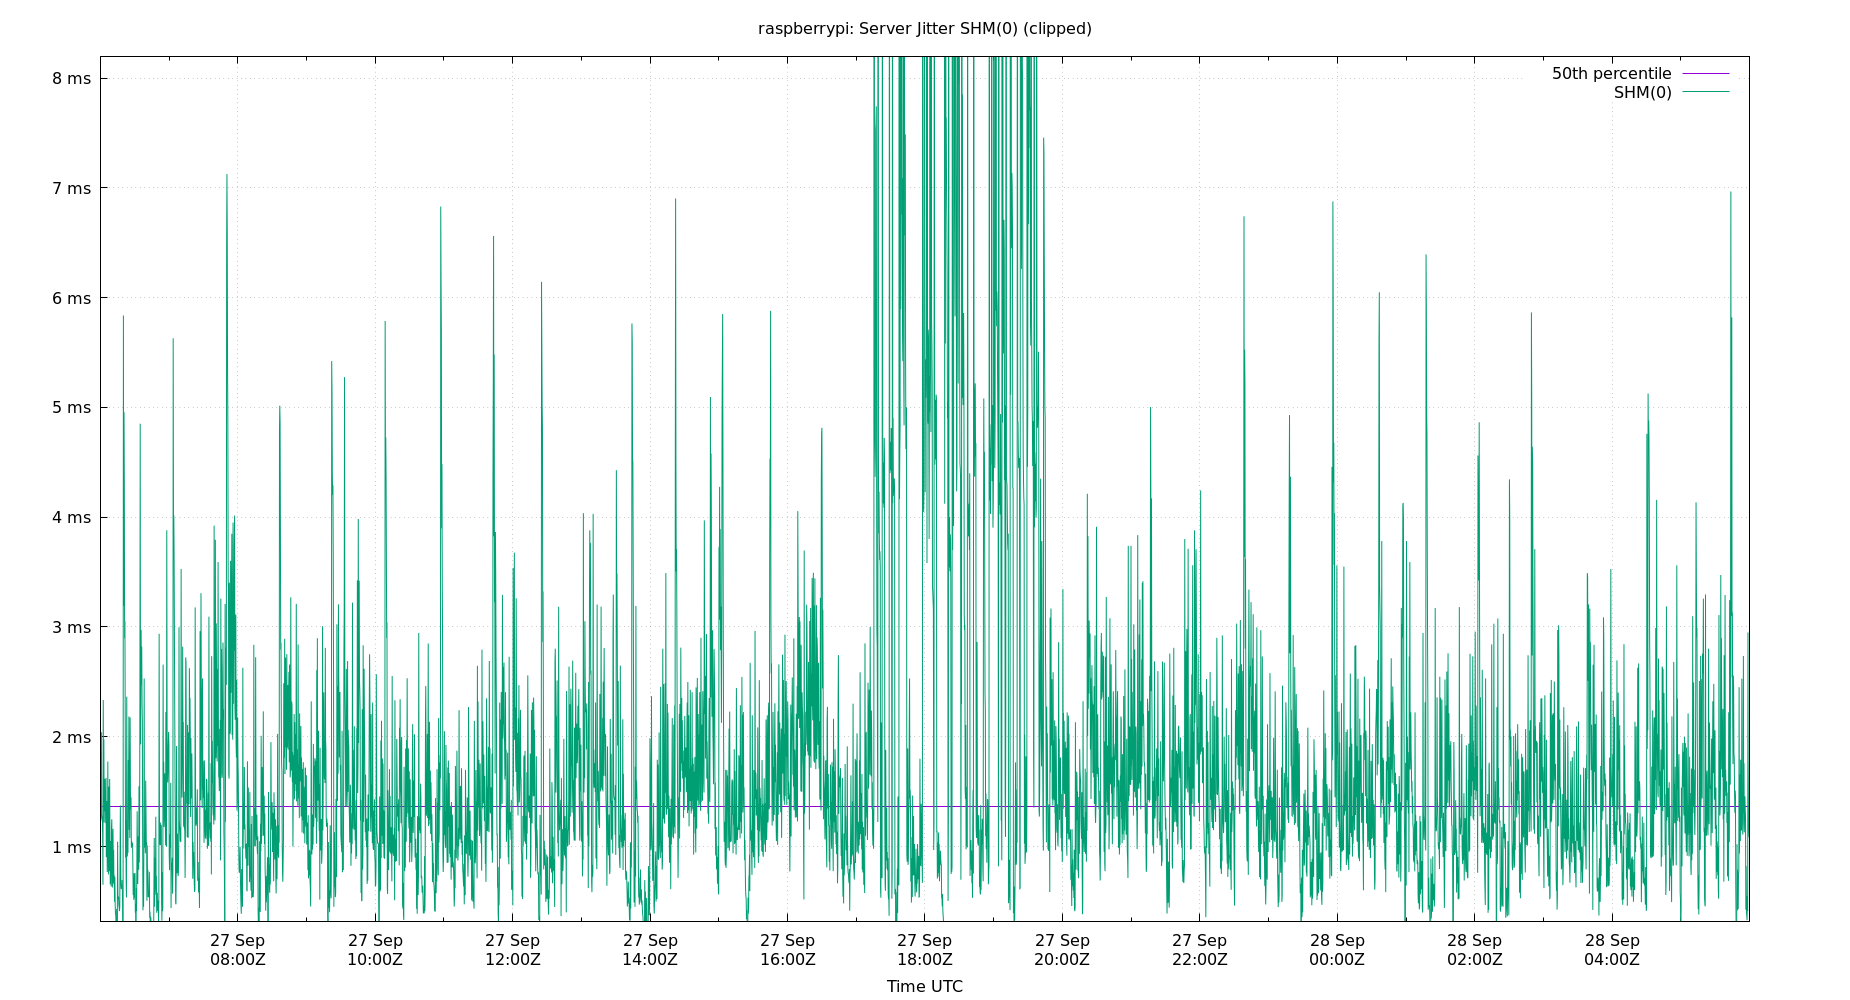 raspberrypi: Server Jitter SHM(0) (clipped)
50th percentile
SHM(0)
8 ms
7 ms
6 ms
5 ms
4 ms
3 ms
2 ms
1 ms
27 Sep 27 Sep 27 Sep 27 Sep 27 Sep 27 Sep 27 Sep 27 Sep 28 Sep 28 Sep 28 Sep
08:00Z 10:00Z 12:00Z 14:00Z 16:00Z 18:00Z 20:00Z 22:00Z 00:00Z 02:00Z 04:00Z
Time UTC